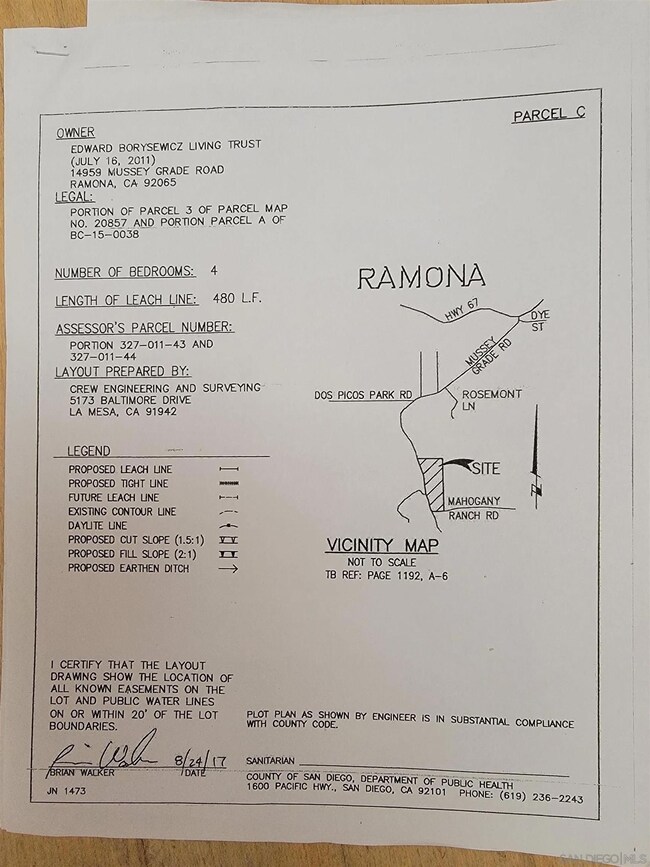 PARCEL C
OWNER
EDWARD BORYSEWICZ LIVING TRUST
(JULY 16, 2011)
14959 MUSSEY GRADE ROAD
RAMONA, CA 92065
LEGAL:
PORTION OF PARCEL 3 OF PARCEL MAP
NO. 20857 AND PORTION PARCEL A OF
BC-15-0038
NUMBER OF BEDROOMS: 4
LENGTH OF LEACH LINE: 480 L.F.
ASSESSOR'S PARCEL NUMBER:
PORTION 327-011-43 AND
327-011-44
LAYOUT PREPARED BY:
CREW ENGINEERING AND SURVEYING
5173 BALTIMORE DRIVE
LA MESA, CA 91942
LEGEND
PROPOSED LEACH LINE
PROPOSED TIGHT LINE
FUTURE LEACH LINE
EXISTING CONTOUR LINE
DAYLITE LINE
PROPOSED CUT SLOPE (1.5:1)
PROPOSED FILL SLOPE (2:1)
PROPOSED EARTHEN DITCH
RAMONA
HWY 67
DYE
ST
MUSSEY
GRADE RD
DOS PICOS PARK RD
ROSEMONT
LN
SITE
MAHOGANY
RANCH RD
VICINITY MAP
NOT TO SCALE
TB REF: PAGE 1192, A-6
I CERTIFY THAT THE LAYOUT
DRAWING SHOW THE LOCATION OF
ALL KNOWN EASEMENTS ON THE
LOT AND PUBLIC WATER LINES
ON OR WITHIN 20' OF THE LOT
BOUNDARIES.
8/24/17
BRIAN WALKER /DATE
JN 1473
PLOT PLAN AS SHOWN BY ENGINEER IS IN SUBSTANTIAL COMPLIANCE
WITH COUNTY CODE.
SANITARIAN
COUNTY OF SAN DIEGO, DEPARTMENT OF PUBLIC HEALTH
1600 PACIFIC HWY., SAN DIEGO, CA 92101 PHONE: (619) 236-2243
SAN DIEGO MLS